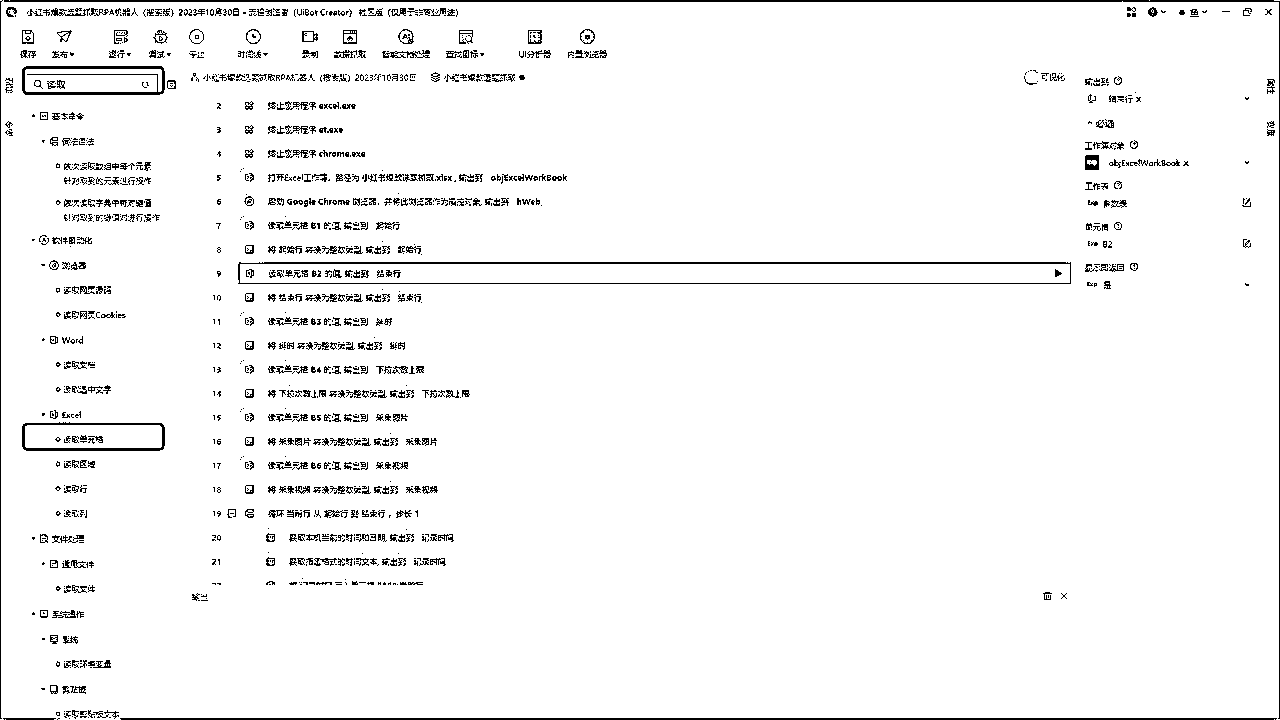 小红书爆款选题抓取RPA机器人（搜索版）2023年10月30日 - 流程创造者（UiBot Creator） 社区版（仅用于非商业用途）
保存 发布 运行 调试 停止 时间线 录制 数据抓取 智能文档处理 查找图标 UI分析器 内置浏览器
读取
小红书爆款选题抓取RPA机器人（搜索版）2023年10月30日 小红书爆款选题抓取
可视化
基本命令
词法语法
依次读取数组中每个元素
针对取到的元素进行操作
依次读取字典中每对键值
针对取到的键值对进行操作
软件自动化
浏览器
读取网页源码
读取网页Cookies
Word
读取文档
读取选中文字
Excel
读取单元格
读取区域
读取行
读取列
文件处理
通用文件
读取文件
系统操作
系统
读取环境变量
剪贴板
读取剪贴板文本
2 终止应用程序 excel.exe
3 终止应用程序 et.exe
4 终止应用程序 chrome.exe
5 打开Excel工作簿，路径为 小红书爆款选题抓取.xlsx , 输出到 objExcelWorkBook
6 启动 Google Chrome 浏览器，并将此浏览器作为操控对象, 输出到 hWeb
7 读取单元格 B1 的值, 输出到 起始行
8 将 起始行 转换为整数类型, 输出到 起始行
9 读取单元格 B2 的值, 输出到 结束行
10 将 结束行 转换为整数类型, 输出到 结束行
11 读取单元格 B3 的值, 输出到 延时
12 将 延时 转换为整数类型, 输出到 延时
13 读取单元格 B4 的值, 输出到 下拉次数上限
14 将 下拉次数上限 转换为整数类型, 输出到 下拉次数上限
15 读取单元格 B5 的值, 输出到 采集图片
16 将 采集图片 转换为整数类型, 输出到 采集图片
17 读取单元格 B6 的值, 输出到 采集视频
18 将 采集视频 转换为整数类型, 输出到 采集视频
19 循环 当前行 从 起始行 到 结束行 ，步长 1
20 获取本机当前的时间和日期, 输出到 记录时间
21 获取指定格式的时间文本, 输出到 记录时间
22
输出
输出到
结束行 x
必选
工作簿对象
objExcelWorkBook x
工作表
Exp 参数表
单元格
Exp B2
显示即返回
Exp 是